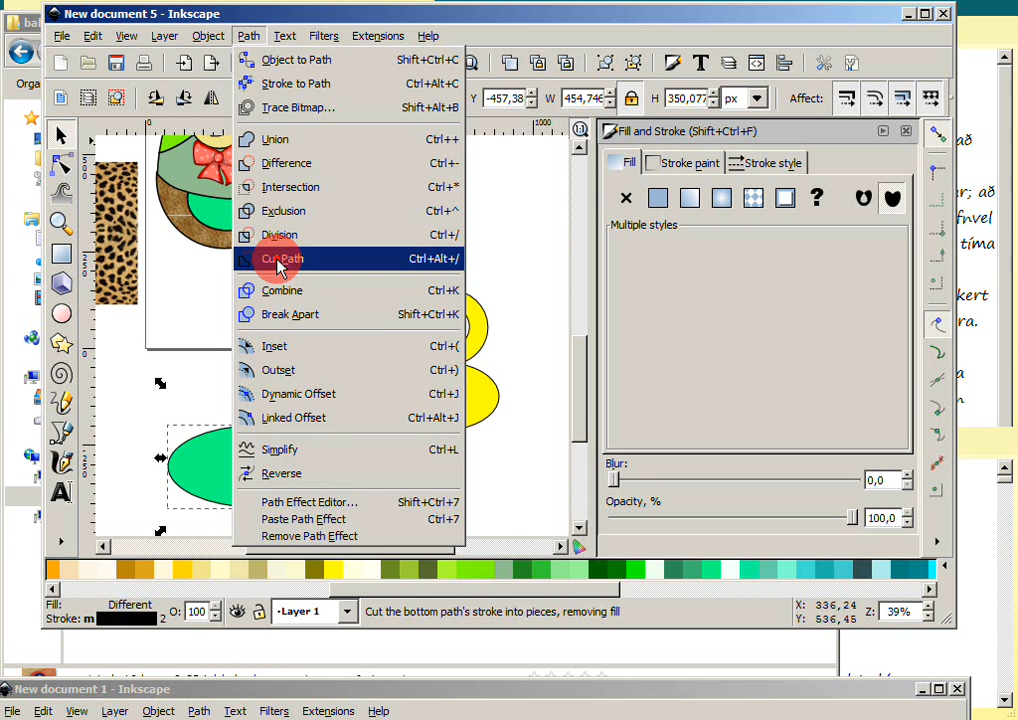 New document 5 - Inkscape
File Edit View Layer Object Path Text Filters Extensions Help
Y -457,38 W 454,746 H 350,077 px Affect:
Object to Path Shift+Ctrl+C
Stroke to Path Ctrl+Alt+C
Trace Bitmap... Shift+Alt+B
Union Ctrl++
Difference Ctrl+-
Intersection Ctrl+*
Exclusion Ctrl+^
Division Ctrl+/
Cut Path Ctrl+Alt+/
Combine Ctrl+K
Break Apart Shift+Ctrl+K
Inset Ctrl+(
Outset Ctrl+)
Dynamic Offset Ctrl+J
Linked Offset Ctrl+Alt+J
Simplify Ctrl+L
Reverse
Path Effect Editor... Shift+Ctrl+7
Paste Path Effect Ctrl+7
Remove Path Effect
0 1000
Fill and Stroke (Shift+Ctrl+F)
Fill Stroke paint Stroke style
Multiple styles
Blur:
0,0
Opacity, %
100,0
Fill: Different
Stroke: m 2 O: 100
Layer 1
Cut the bottom path's stroke into pieces, removing fill
X: 336,24
Y: 536,45
Z: 39%
Orga
að
ar; að
fnvel
tíma
kert
ra.
a
New document 1 - Inkscape
File Edit View Layer Object Path Text Filters Extensions Help